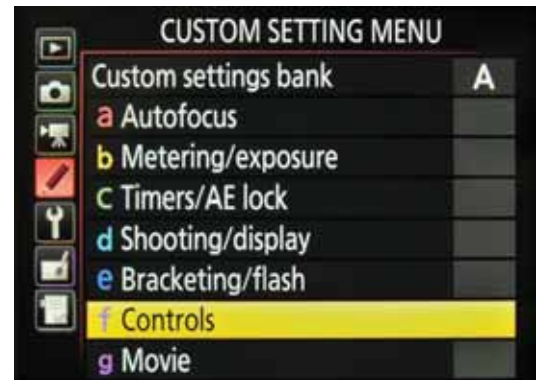 CUSTOM SETTING MENU
Custom settings bank A
a Autofocus
b Metering/exposure
c Timers/AE lock
d Shooting/display
e Bracketing/flash
f Controls
g Movie